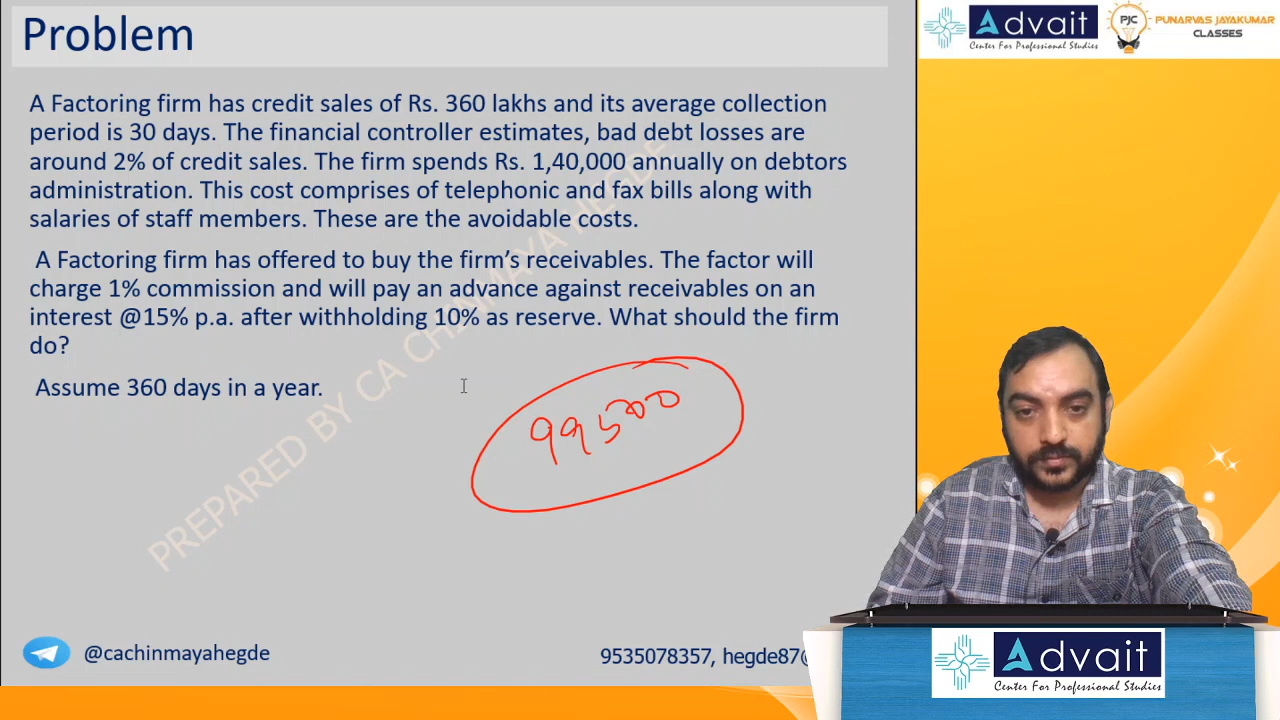 Problem
Advait
Center For Professional Studies
PJC
PUNARVAS JAYAKUMAR
CLASSES
A Factoring firm has credit sales of Rs. 360 lakhs and its average collection
period is 30 days. The financial controller estimates, bad debt losses are
around 2% of credit sales. The firm spends Rs. 1,40,000 annually on debtors
administration. This cost comprises of telephonic and fax bills along with
salaries of staff members. These are the avoidable costs.
A Factoring firm has offered to buy the firm's receivables. The factor will
charge 1% commission and will pay an advance against receivables on an
interest @15% p.a. after withholding 10% as reserve. What should the firm
do?
Assume 360 days in a year.
99500
PREPARED BY CA CHINMAYA HEGDE
@cachinmayahegde
9535078357, hegde87@
Advait
Center For Professional Studies